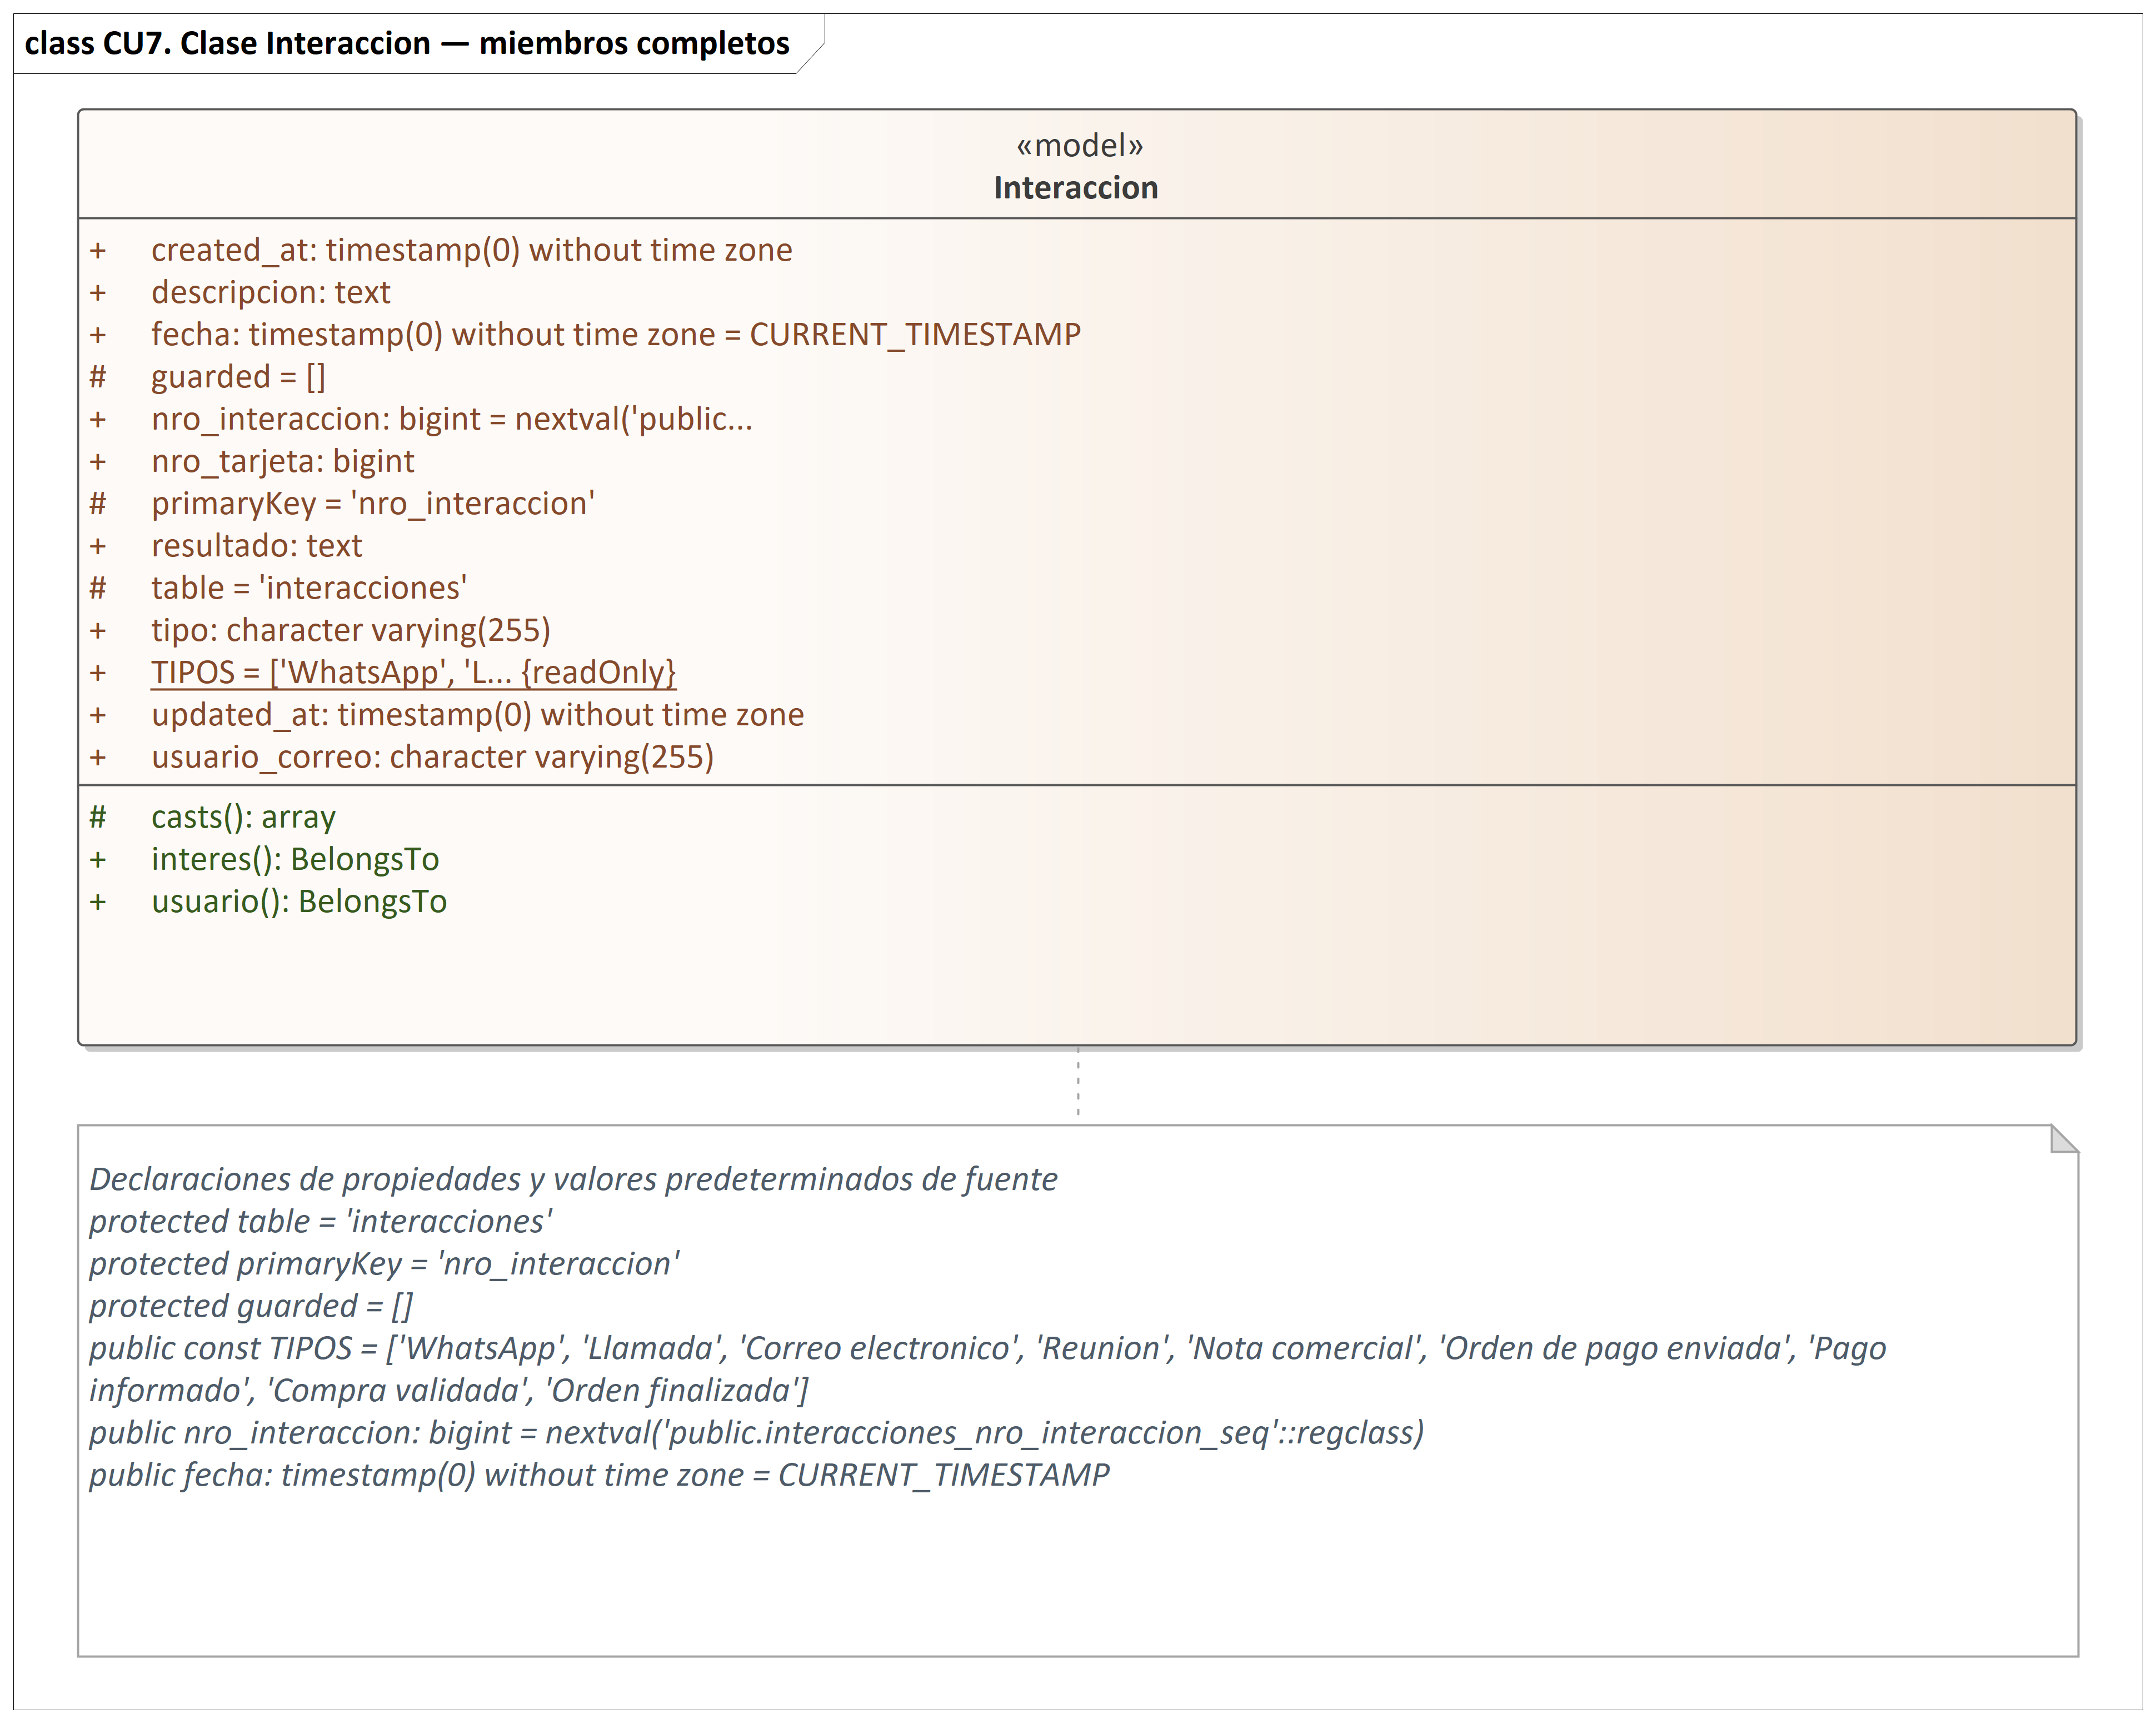 class CU7. Clase Interaccion — miembros completos
«model»
Interaccion
+ created_at: timestamp(0) without time zone
+ descripcion: text
+ fecha: timestamp(0) without time zone = CURRENT_TIMESTAMP
# guarded = []
+ nro_interaccion: bigint = nextval('public...
+ nro_tarjeta: bigint
# primaryKey = 'nro_interaccion'
+ resultado: text
# table = 'interacciones'
+ tipo: character varying(255)
+ TIPOS = ['WhatsApp', 'L... {readOnly}
+ updated_at: timestamp(0) without time zone
+ usuario_correo: character varying(255)
# casts(): array
+ interes(): BelongsTo
+ usuario(): BelongsTo
Declaraciones de propiedades y valores predeterminados de fuente
protected table = 'interacciones'
protected primaryKey = 'nro_interaccion'
protected guarded = []
public const TIPOS = ['WhatsApp', 'Llamada', 'Correo electronico', 'Reunion', 'Nota comercial', 'Orden de pago enviada', 'Pago
informado', 'Compra validada', 'Orden finalizada']
public nro_interaccion: bigint = nextval('public.interacciones_nro_interaccion_seq'::regclass)
public fecha: timestamp(0) without time zone = CURRENT_TIMESTAMP